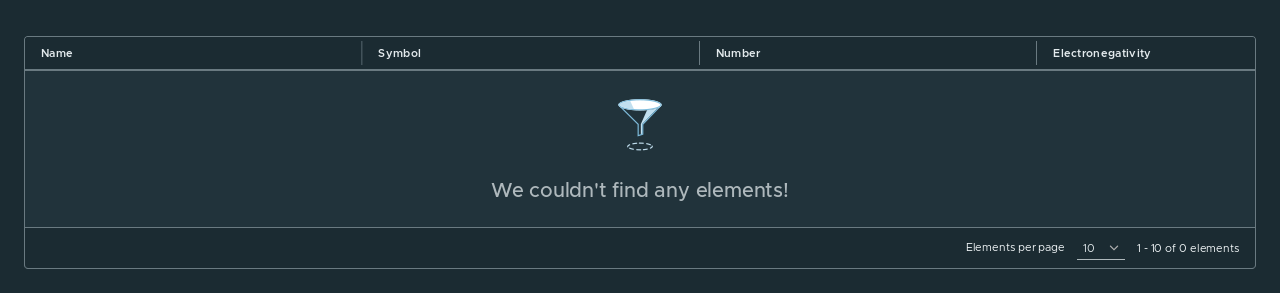 Name Symbol Number Electronegativity
We couldn't find any elements!
Elements per page 10 1 - 10 of 0 elements